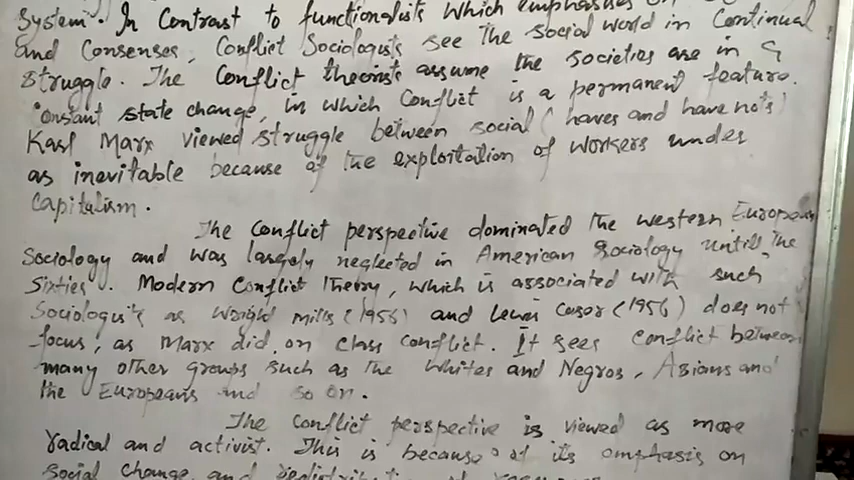 System. In Contrast to functionalists which emphasises
and Consenses, Conflict Sociologists see the social world in Continual
Struggle. The Conflict theorists assume the societies are in a
onstant state change, in which Conflict is a permanent feature.
Karl Marx viewed struggle between social (haves and have nots)
as inevitable because of the exploitation of workers under
Capitalism.
The Conflict perspective dominated the western European
Sociology and was largely neglected in American Sociology untill the
Sixties. Modern Conflict Theory, which is associated with such
Sociologists as Wright Mills (1956) and Lewis Coser (1956) does not
focus, as Marx did, on class conflict. It sees Conflict between
many other groups such as the Whites and Negros, Asians and
the Europeans and so on.
The Conflict perspective is viewed as more
radical and activist. This is because of its emphasis on
Social Change and